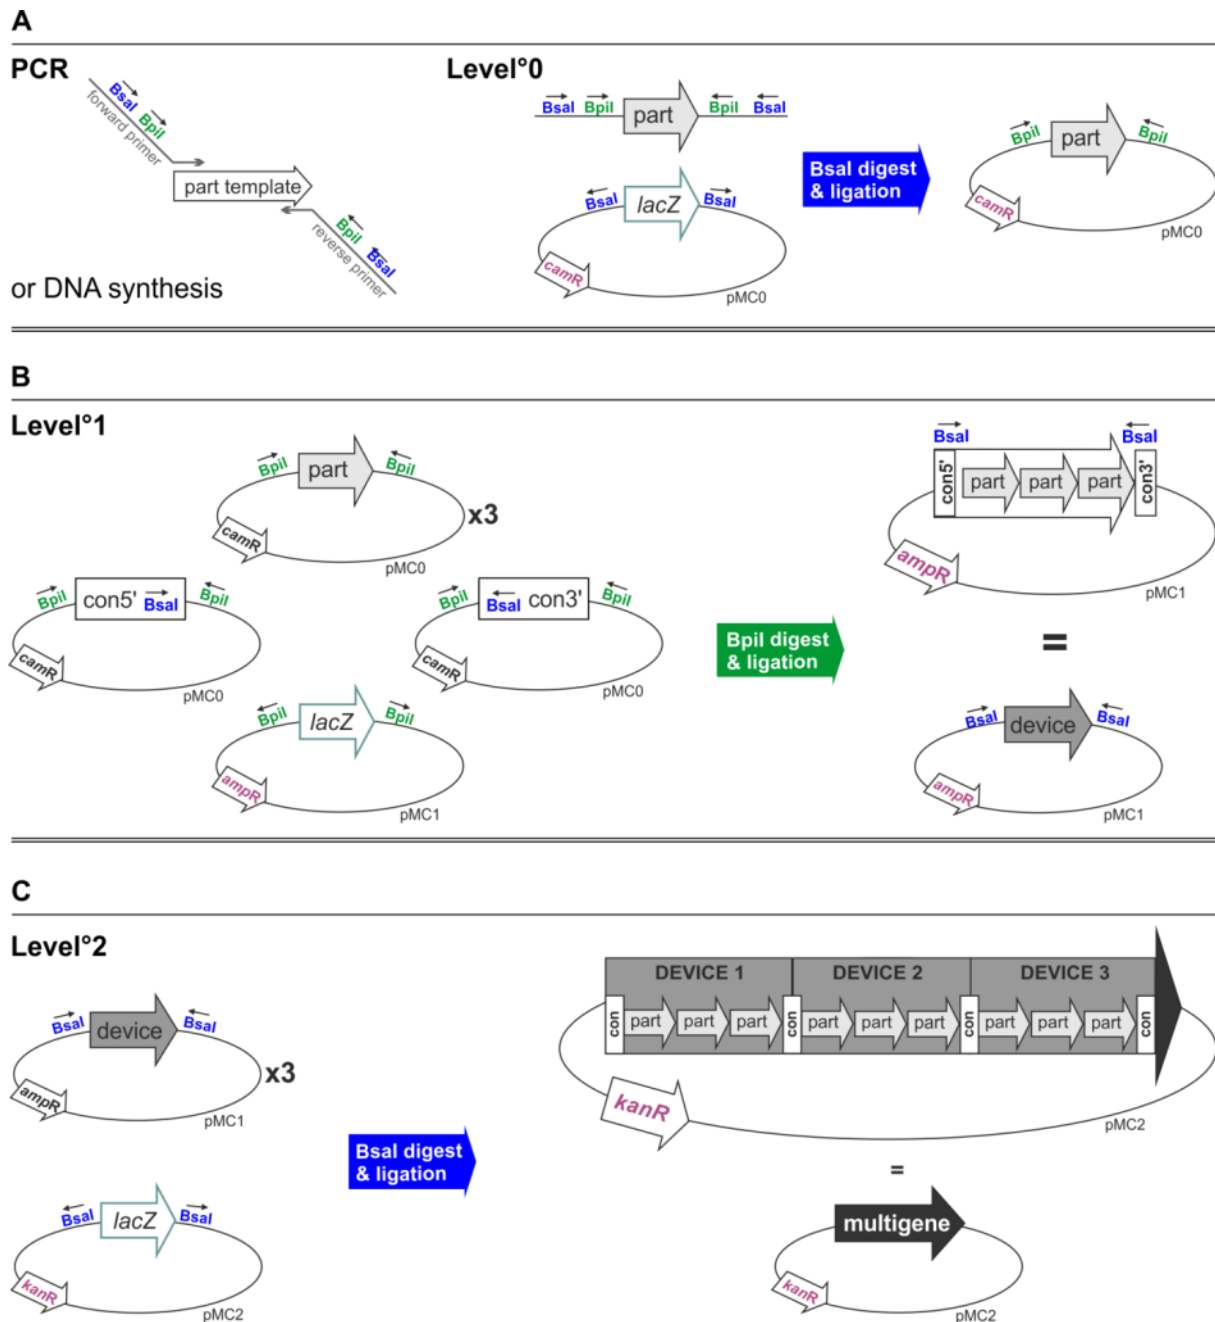 A
PCR
BsaI
BpiI
forward primer
part template
BpiI
BsaI
reverse primer
or DNA synthesis
Level°0
BsaI BpiI part BpiI BsaI
BsaI lacZ BsaI
camR
pMC0
BsaI digest
& ligation
BpiI part BpiI
camR
pMC0
B
Level°1
BpiI part BpiI
x3
camR
pMC0
BpiI con5' BsaI BpiI
camR
pMC0
BpiI BsaI con3' BpiI
camR
pMC0
BpiI lacZ BpiI
ampR
pMC1
BpiI digest
& ligation
BsaI BsaI
con5' part part part con3'
ampR
pMC1
=
BsaI device BsaI
ampR
pMC1
C
Level°2
BsaI device BsaI
x3
ampR
pMC1
BsaI lacZ BsaI
kanR
pMC2
BsaI digest
& ligation
DEVICE 1 DEVICE 2 DEVICE 3
con part part part con part part part con part part part con
kanR
pMC2
=
multigene
kanR
pMC2